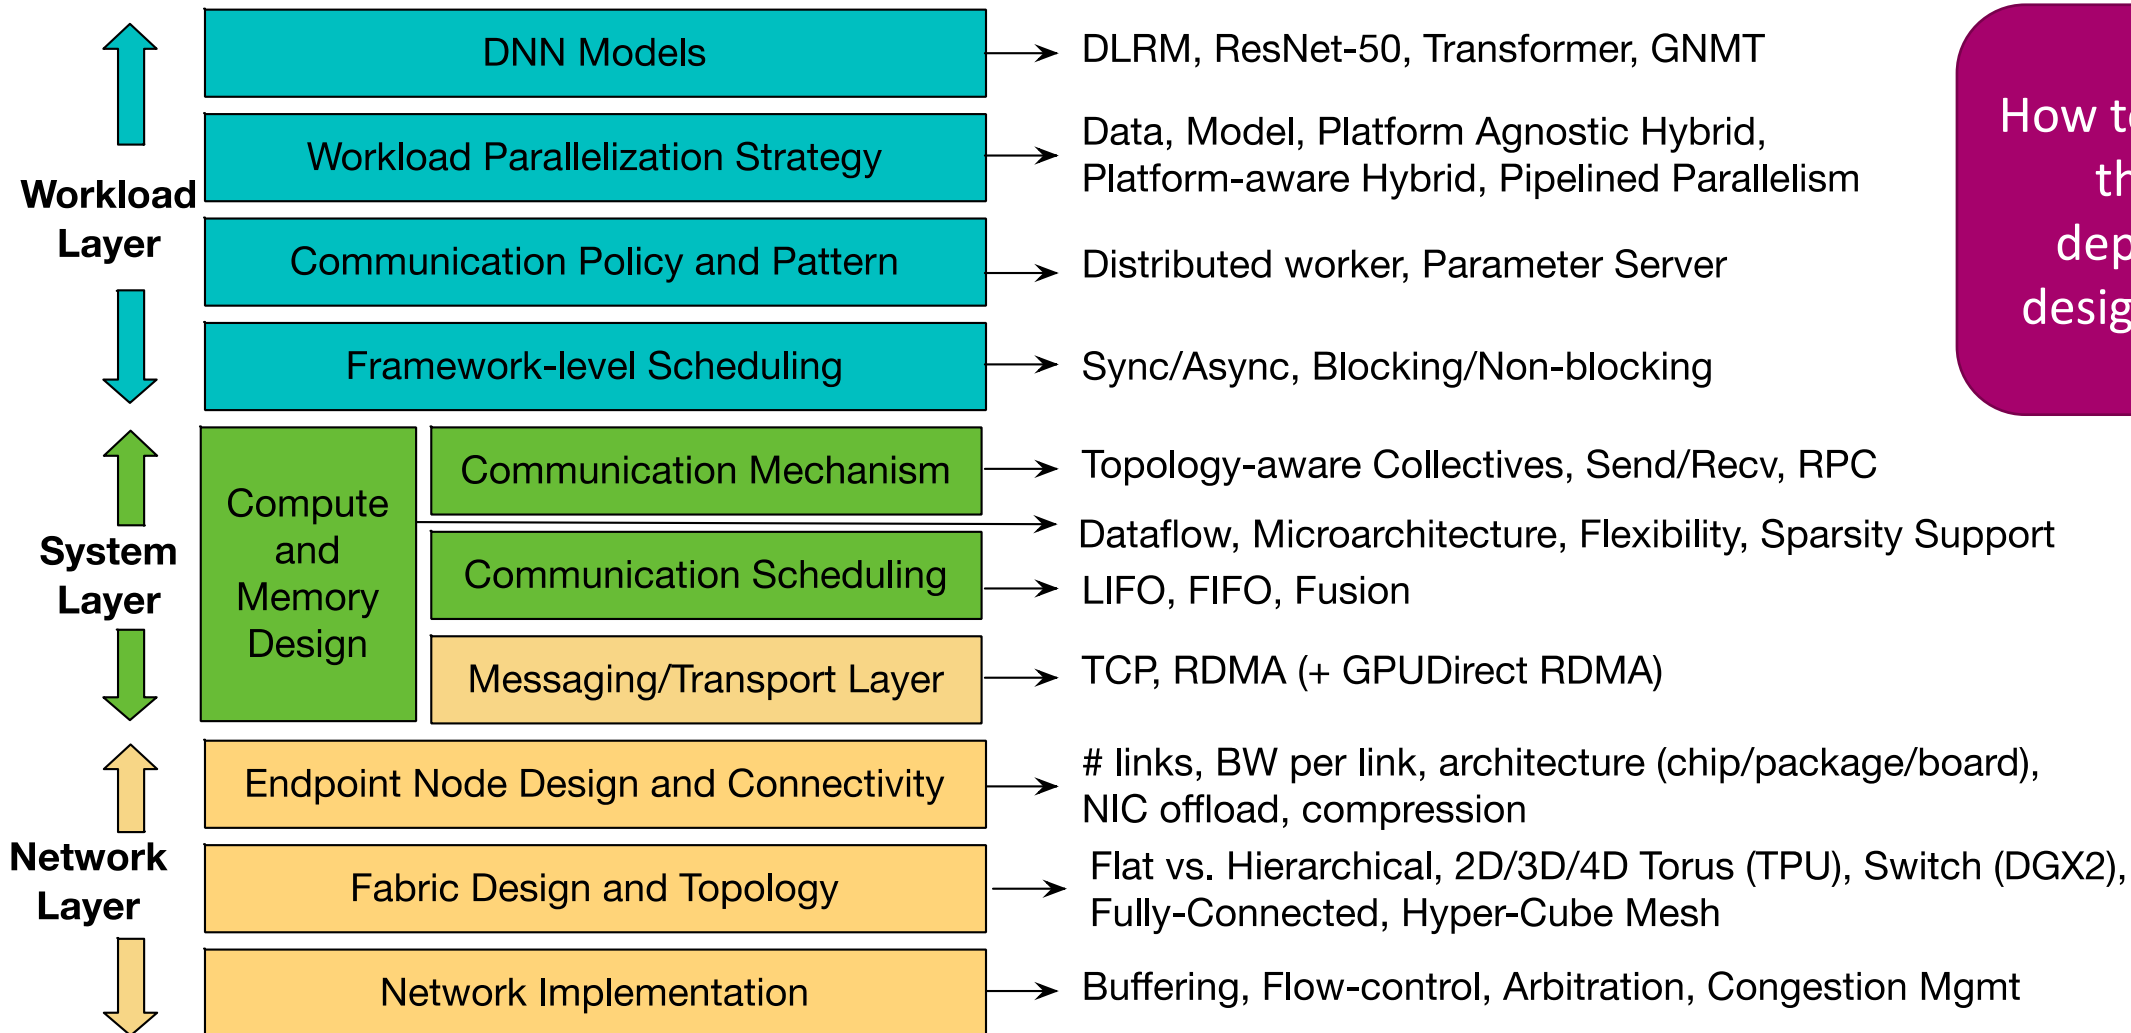 DNN Models
DLRM, ResNet-50, Transformer, GNMT
Workload Parallelization Strategy
Data, Model, Platform Agnostic Hybrid,
Platform-aware Hybrid, Pipelined Parallelism
Workload
Layer
Communication Policy and Pattern
Distributed worker, Parameter Server
Framework-level Scheduling
Sync/Async, Blocking/Non-blocking
How
System
Layer
Compute
and
Memory
Design
Communication Mechanism
Topology-aware Collectives, Send/Recv, RPC
Dataflow, Microarchitecture, Flexibility, Sparsity Support
Communication Scheduling
LIFO, FIFO, Fusion
Messaging/Transport Layer
TCP, RDMA (+ GPUDirect RDMA)
Network
Layer
Endpoint Node Design and Connectivity
# links, BW per link, architecture (chip/package/board),
NIC offload, compression
Fabric Design and Topology
Flat vs. Hierarchical, 2D/3D/4D Torus (TPU), Switch (DGX2),
Fully-Connected, Hyper-Cube Mesh
Network Implementation
Buffering, Flow-control, Arbitration, Congestion Mgmt